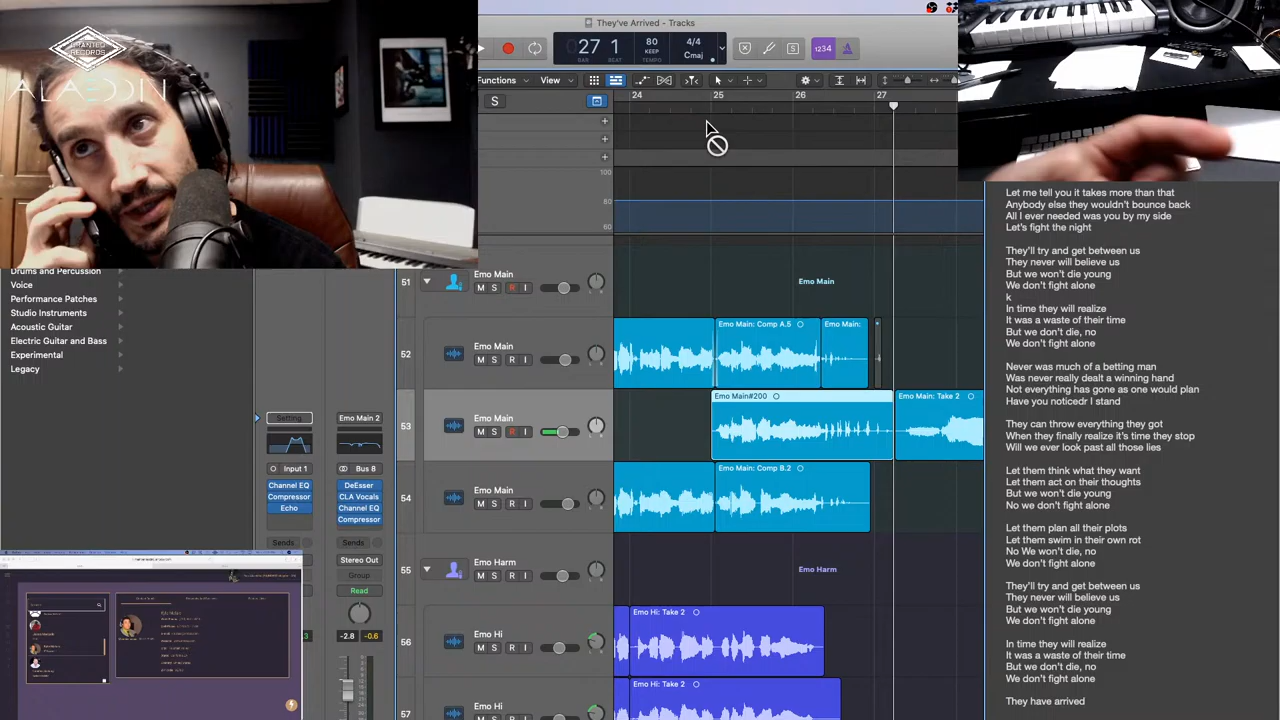 They've Arrived - Tracks
GRANTED
RECORDS
ALAEDDIN
27 1
80
4/4
BAR
BEAT
KEEP
TEMPO
Cmaj
1234
Functions
View
S
24
25
26
27
100
80
60
Drums and Percussion
Voice
Performance Patches
Studio Instruments
Acoustic Guitar
Electric Guitar and Bass
Experimental
Legacy
51
Emo Main
M S R I
Emo Main
52
Emo Main
M S R I
Emo Main: Comp A.5
Emo Main:
53
Emo Main
M S R I
Emo Main#200
Emo Main: Take 2
54
Emo Main
M S R I
Emo Main: Comp B.2
55
Emo Harm
M S
Emo Harm
56
Emo Hi
M S R I
Emo Hi: Take 2
57
Emo Hi
Emo Hi: Take 2
Setting
Emo Main 2
Input 1
Bus 8
Channel EQ
DeEsser
Compressor
CLA Vocals
Echo
Channel EQ
Compressor
Sends
Sends
Stereo Out
Group
Read
-2.8
-0.6
Let me tell you it takes more than that
Anybody else they wouldn't bounce back
All I ever needed was you by my side
Let's fight the night
They'll try and get between us
They never will believe us
But we won't die young
We don't fight alone
k
In time they will realize
It was a waste of their time
But we don't die, no
We don't fight alone
Never was much of a betting man
Was never really dealt a winning hand
Not everything has gone as one would plan
Have you noticedr I stand
They can throw everything they got
When they finally realize it's time they stop
Will we ever look past all those lies
Let them think what they want
Let them act on their thoughts
But we won't die young
No we don't fight alone
Let them plan all their plots
Let them swim in their own rot
No We won't die, no
We don't fight alone
They'll try and get between us
They never will believe us
But we won't die young
We don't fight alone
In time they will realize
It was a waste of their time
But we don't die, no
We don't fight alone
They have arrived